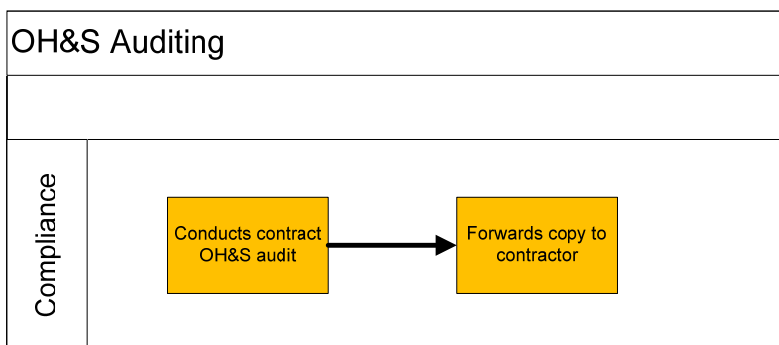 OH&S Auditing
Compliance
Conducts contract
OH&S audit
Forwards copy to
contractor